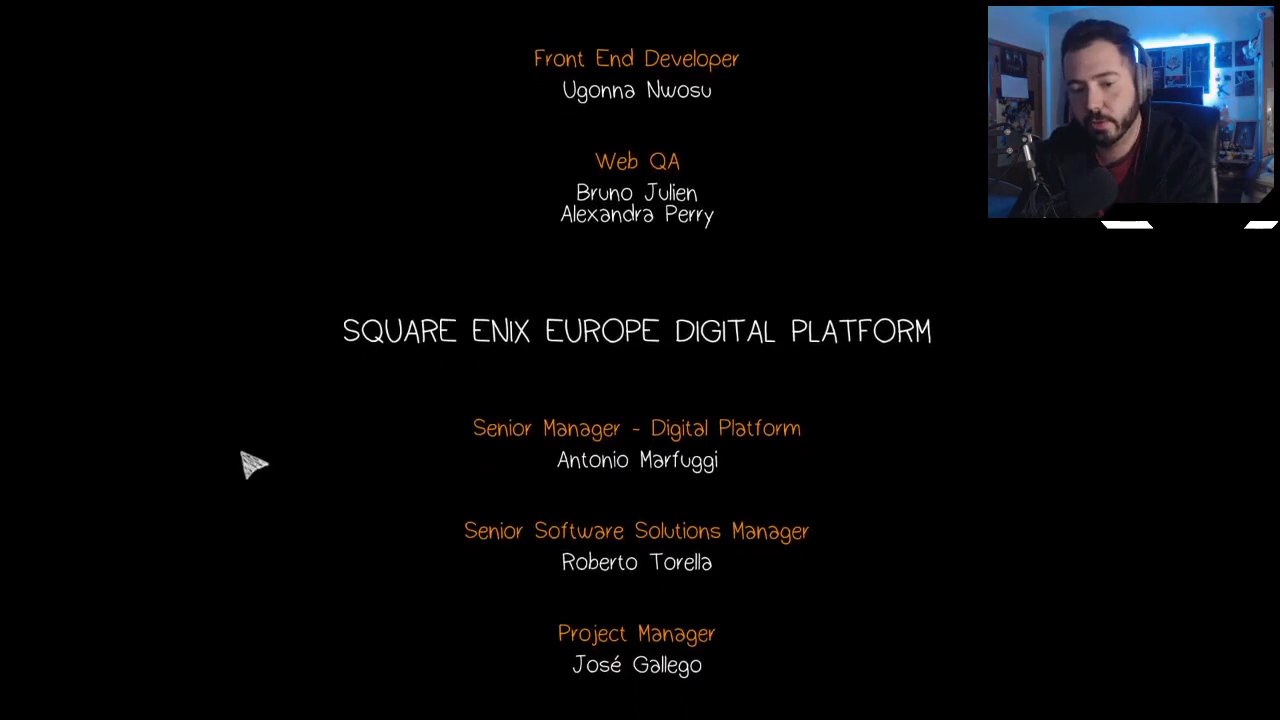 Front End Developer
Ugonna Nwosu
Web QA
Bruno Julien
Alexandra Perry
SQUARE ENIX EUROPE DIGITAL PLATFORM
Senior Manager - Digital Platform
Antonio Marfuggi
Senior Software Solutions Manager
Roberto Torella
Project Manager
José Gallego